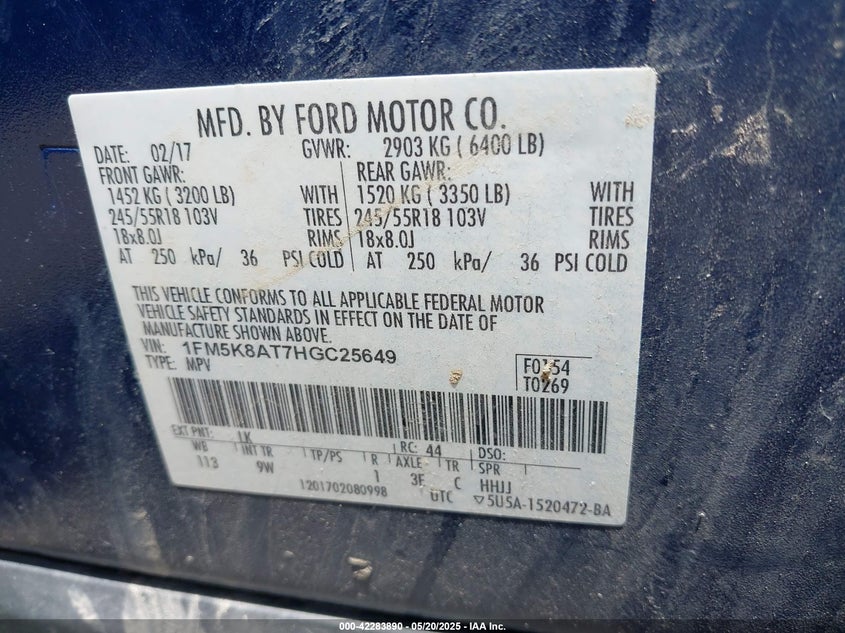 MFD. BY FORD MOTOR CO.
DATE: 02/17 GVWR: 2903 KG ( 6400 LB)
FRONT GAWR: REAR GAWR:
1452 KG ( 3200 LB) WITH 1520 KG ( 3350 LB) WITH
245/55R18 103V TIRES 245/55R18 103V TIRES
18x8.0J RIMS 18x8.0J RIMS
AT 250 kPa/ 36 PSI COLD AT 250 kPa/ 36 PSI COLD
THIS VEHICLE CONFORMS TO ALL APPLICABLE FEDERAL MOTOR
VEHICLE SAFETY STANDARDS IN EFFECT ON THE DATE OF
MANUFACTURE SHOWN ABOVE.
VIN: 1FM5K8AT7HGC25649
TYPE: MPV
T0269
EXT PNT: RC: 44 DSO:
WB INT TR TP/PS R AXLE TR SPR
113 9W 1 3F C HHJJ
1201702080998 UTC ▽5U5A-1520472-BA
000-42283890 - 05/20/2025 - IAA Inc.